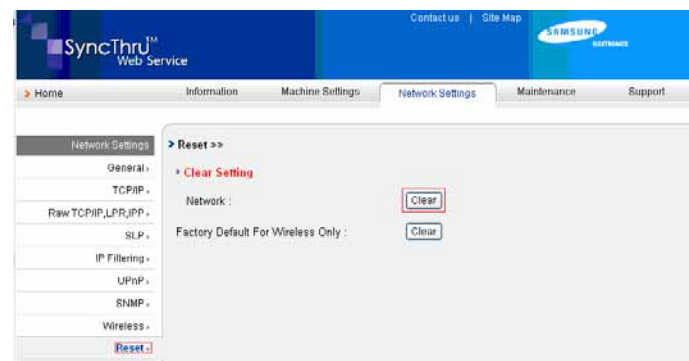 Contact us | Site Map
SAMSUNG
ELECTRONICS
SyncThru™
Web Service
Home
Information
Machine Settings
Network Settings
Maintenance
Support
Network Settings
General
TCP/IP
Raw TCP/IP,LPR,IPP
SLP
IP Filtering
UPnP
SNMP
Wireless
Reset
Reset >>
Clear Setting
Network : Clear
Factory Default For Wireless Only : Clear